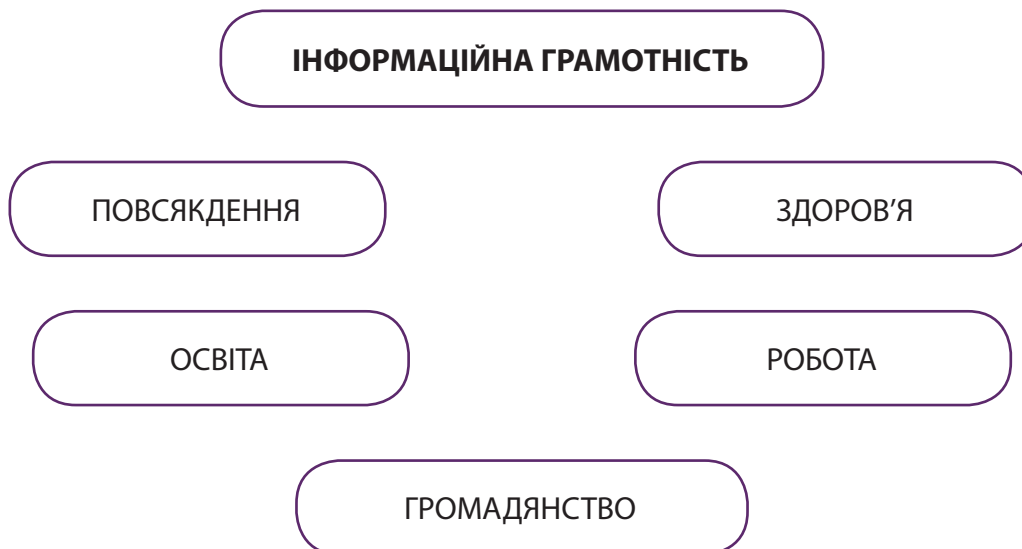 ІНФОРМАЦІЙНА ГРАМОТНІСТЬ
ПОВСЯКДЕННЯ
ЗДОРОВ’Я
ОСВІТА
РОБОТА
ГРОМАДЯНСТВО